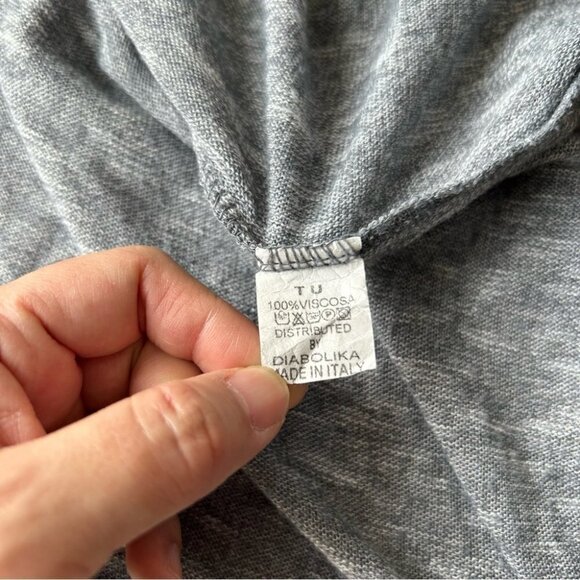 TU
100%VISCOSA
DISTRIBUTED
BY
DIABOLIKA
MADE IN ITALY